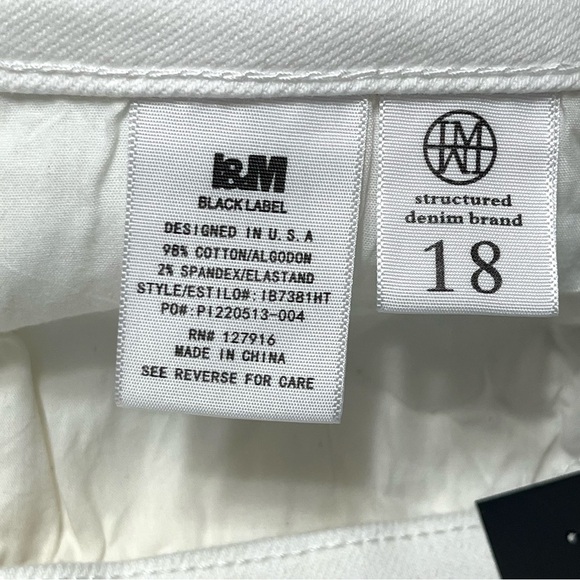 I&M
BLACK LABEL
DESIGNED IN U.S.A
98% COTTON/ALGODON
2% SPANDEX/ELASTAND
STYLE/ESTILO#: IB7381HT
PO#: PI220513-004
RN# 127916
MADE IN CHINA
SEE REVERSE FOR CARE
structured
denim brand
18